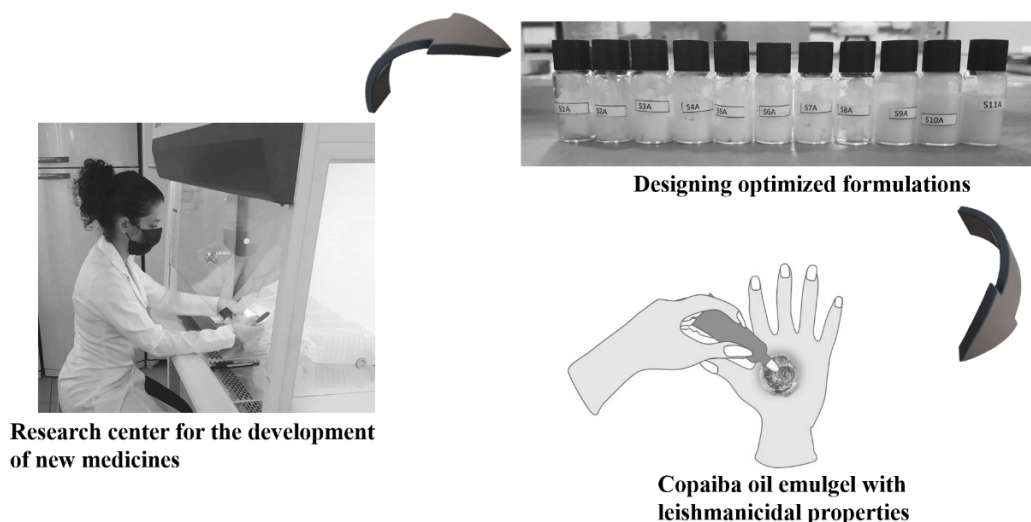 S1A
S2A
S3A
S4A
S5A
S6A
S7A
S8A
S9A
S10A
S11A
Designing optimized formulations
Research center for the development
of new medicines
Copaiba oil emulgel with
leishmanicidal properties